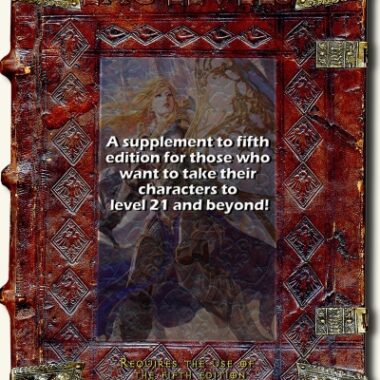 A supplement to fifth
edition for those who
want to take their
characters to
level 21 and beyond!
REQUIRES THE USE OF
THE FIFTH EDITION